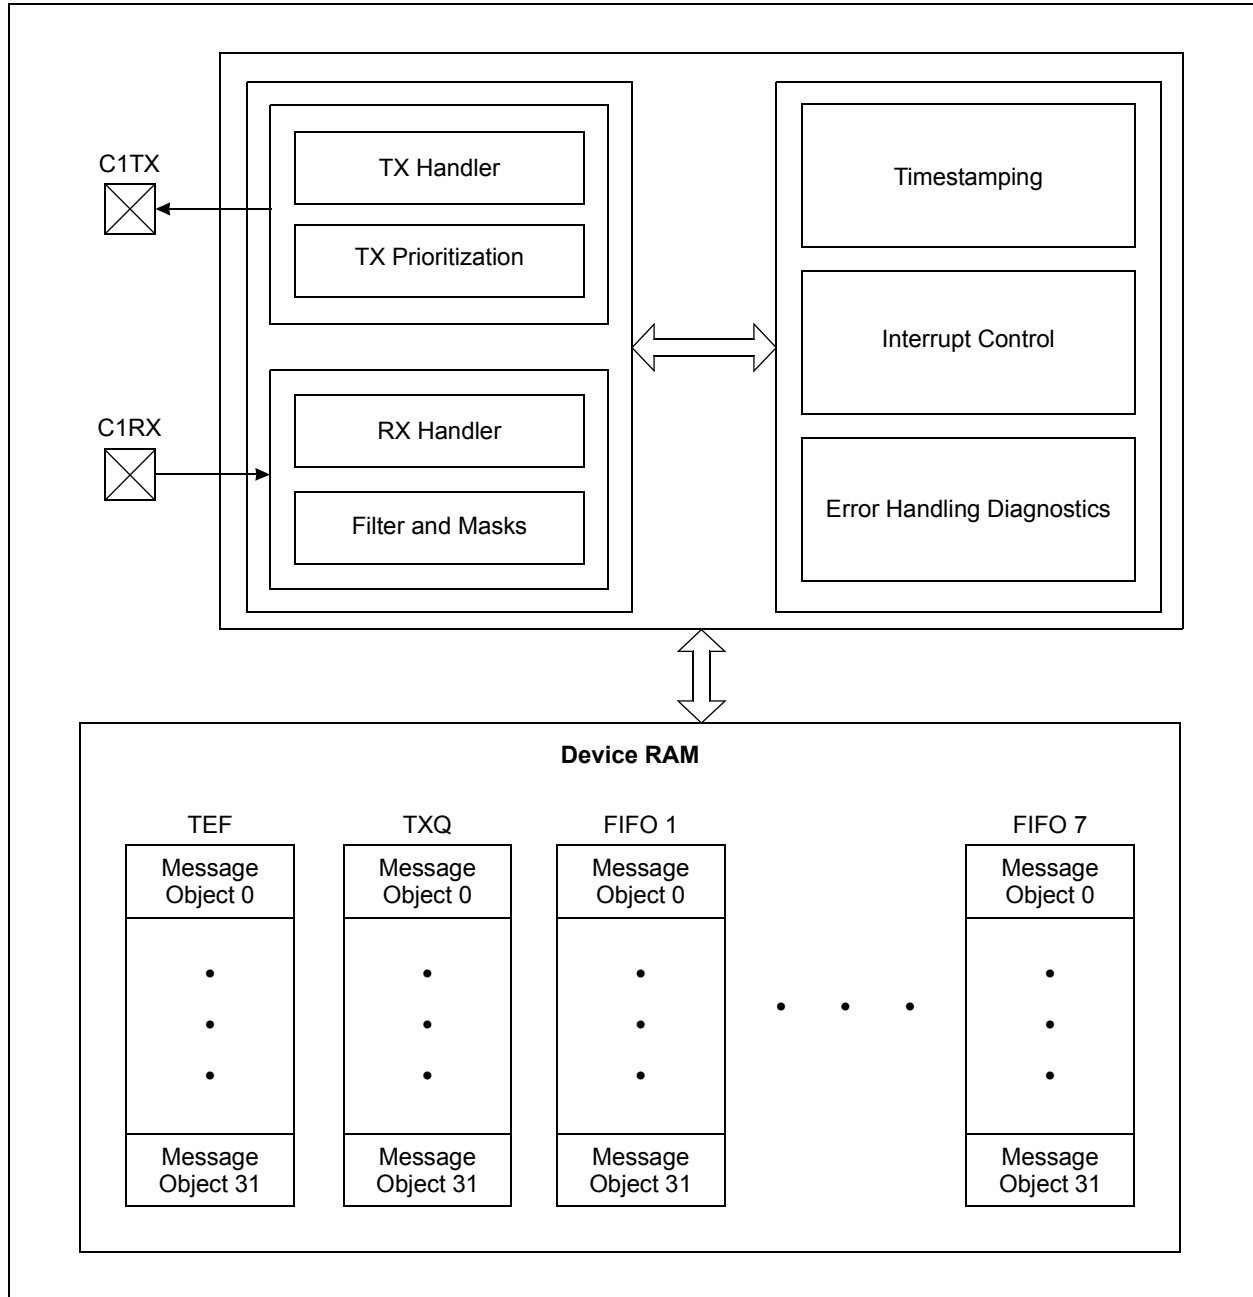 C1TX
TX Handler
TX Prioritization
C1RX
RX Handler
Filter and Masks
Timestamping
Interrupt Control
Error Handling Diagnostics
Device RAM
TEF
Message
Object 0
Message
Object 31
TXQ
Message
Object 0
Message
Object 31
FIFO 1
Message
Object 0
Message
Object 31
FIFO 7
Message
Object 0
Message
Object 31